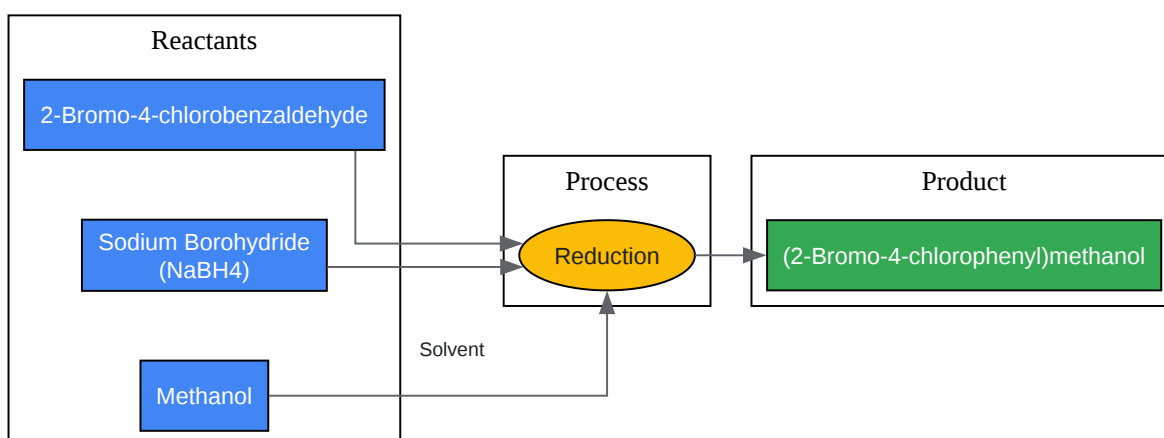 Reactants
2-Bromo-4-chlorobenzaldehyde
Sodium Borohydride
(NaBH4)
Methanol
Solvent
Process
Reduction
Product
(2-Bromo-4-chlorophenyl)methanol